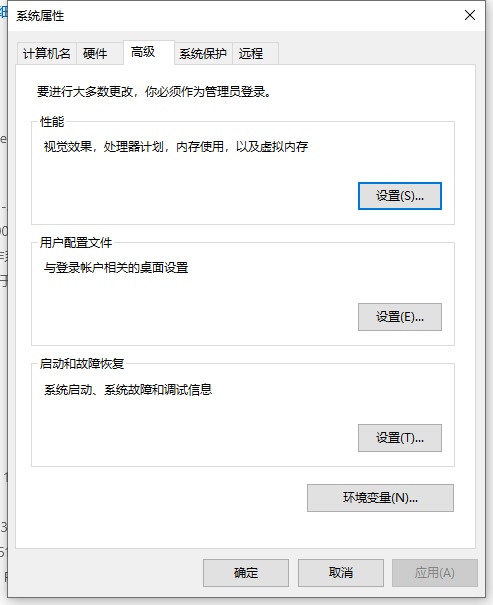 系统属性
计算机名
硬件
高级
系统保护
远程
要进行大多数更改，你必须作为管理员登录。
性能
视觉效果，处理器计划，内存使用，以及虚拟内存
设置(S)...
用户配置文件
与登录帐户相关的桌面设置
设置(E)...
启动和故障恢复
系统启动、系统故障和调试信息
设置(T)...
环境变量(N)...
确定
取消
应用(A)